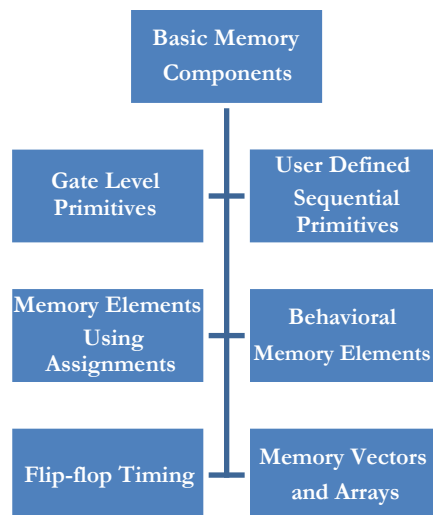 Basic Memory
Components
Gate Level
Primitives
User Defined
Sequential
Primitives
Memory Elements
Using
Assignments
Behavioral
Memory Elements
Flip-flop Timing
Memory Vectors
and Arrays